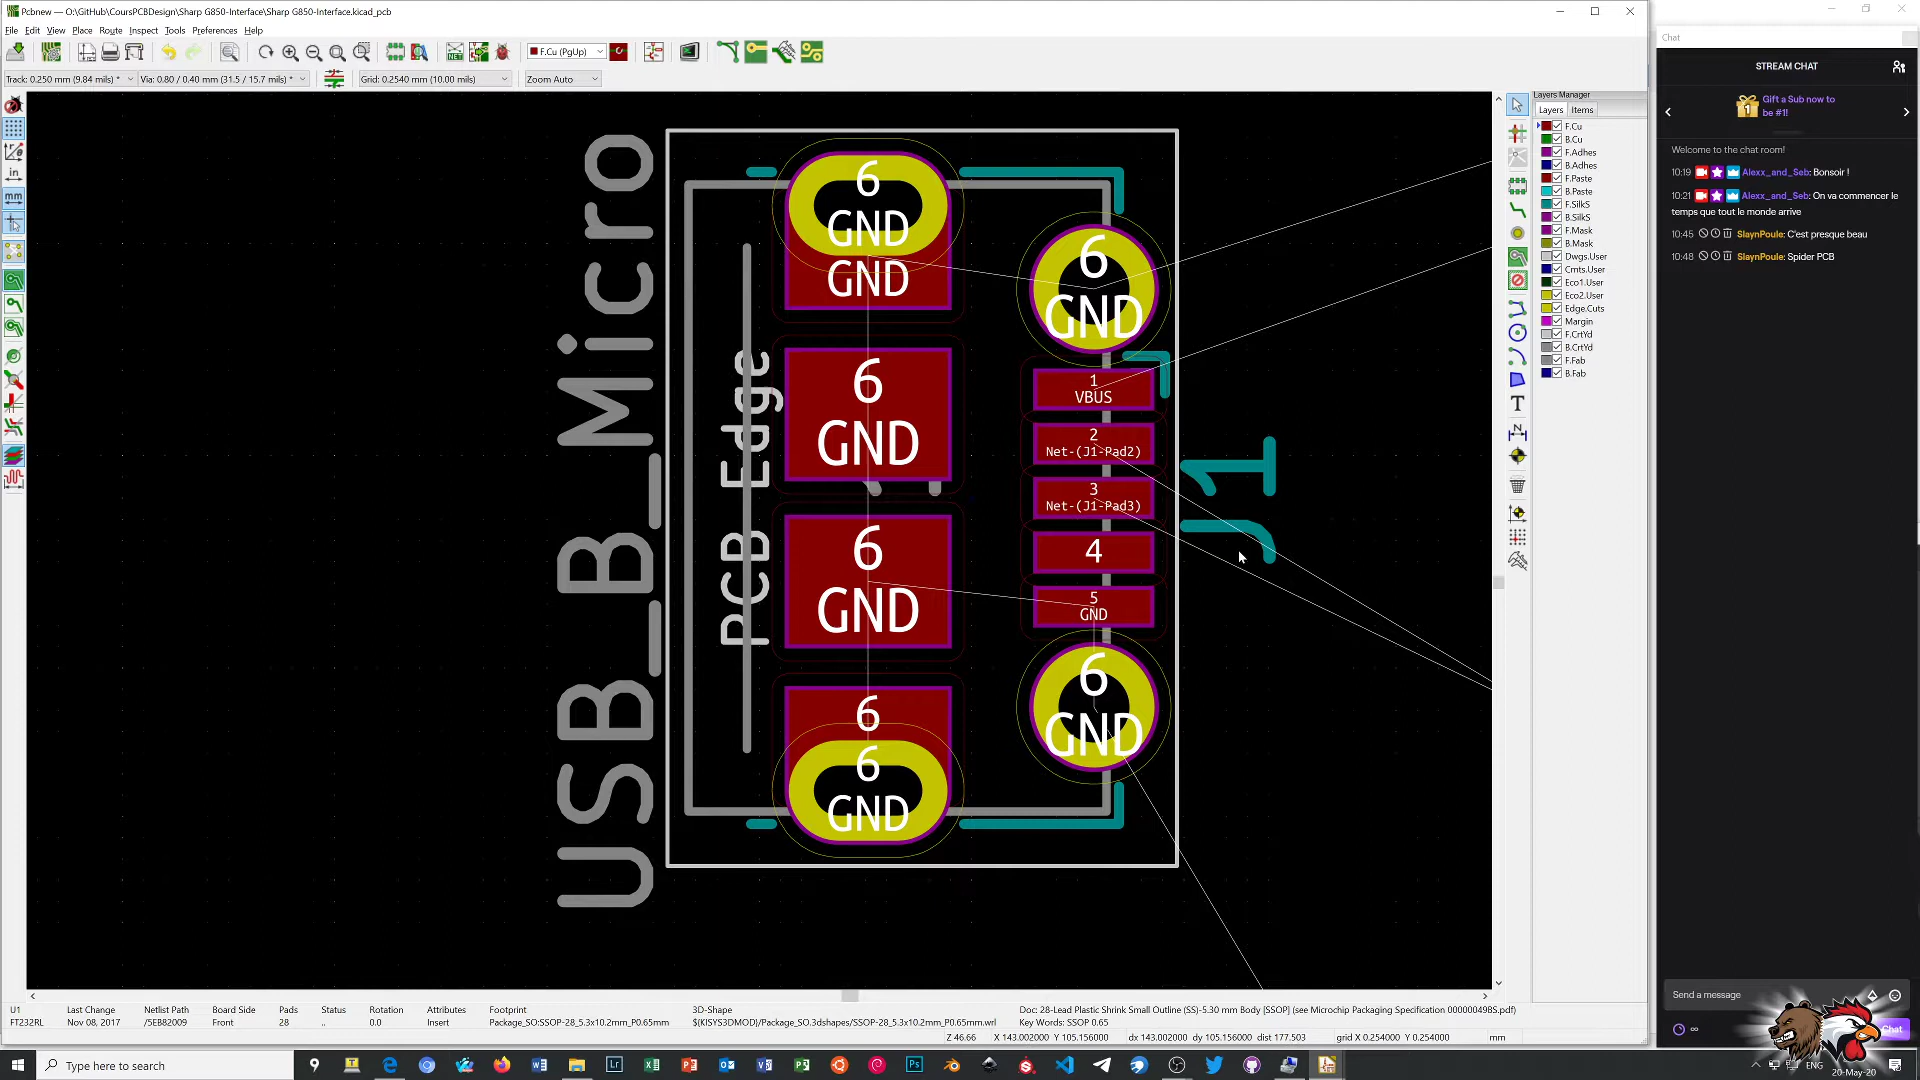 Pcbnew — O:\GitHub\CoursPCBDesign\Sharp G850-Interface\Sharp G850-Interface.kicad_pcb
File Edit View Place Route Inspect Tools Preferences Help
F.Cu (PgUp)
Track: 0.250 mm (9.84 mils) * Via: 0.80 / 0.40 mm (31.5 / 15.7 mils) * Grid: 0.2540 mm (10.00 mils) Zoom Auto
in
mm
USB_B_Micro
PCB Edge
6
GND
GND
6
GND
6
GND
6
6
GND
6
GND
1
VBUS
2
Net-(J1-Pad2)
3
Net-(J1-Pad3)
4
5
GND
6
GND
J1
Layers Manager
Layers Items
F.Cu
B.Cu
F.Adhes
B.Adhes
F.Paste
B.Paste
F.SilkS
B.SilkS
F.Mask
B.Mask
Dwgs.User
Cmts.User
Eco1.User
Eco2.User
Edge.Cuts
Margin
F.CrtYd
B.CrtYd
F.Fab
B.Fab
Chat
STREAM CHAT
1
Gift a Sub now to
be #1!
Welcome to the chat room!
10:19 Alexx_and_Seb: Bonsoir !
10:21 Alexx_and_Seb: On va commencer le
temps que tout le monde arrive
10:45 SlaynPoule: C'est presque beau
10:48 SlaynPoule: Spider PCB
Send a message
Chat
U1 Last Change Netlist Path Board Side Pads Status Rotation Attributes Footprint 3D-Shape Doc: 28-Lead Plastic Shrink Small Outline (SS)-5.30 mm Body [SSOP] (see Microchip Packaging Specification 00000049BS.pdf)
FT232RL Nov 08, 2017 /5EB82009 Front 28 .. 0.0 Insert Package_SO:SSOP-28_5.3x10.2mm_P0.65mm ${KISYS3DMOD}/Package_SO.3dshapes/SSOP-28_5.3x10.2mm_P0.65mm.wrl Key Words: SSOP 0.65
Z 46.66 X 143.002000 Y 105.156000 dx 143.002000 dy 105.156000 dist 177.503 grid X 0.254000 Y 0.254000 mm
Type here to search
ENG
20-May-20